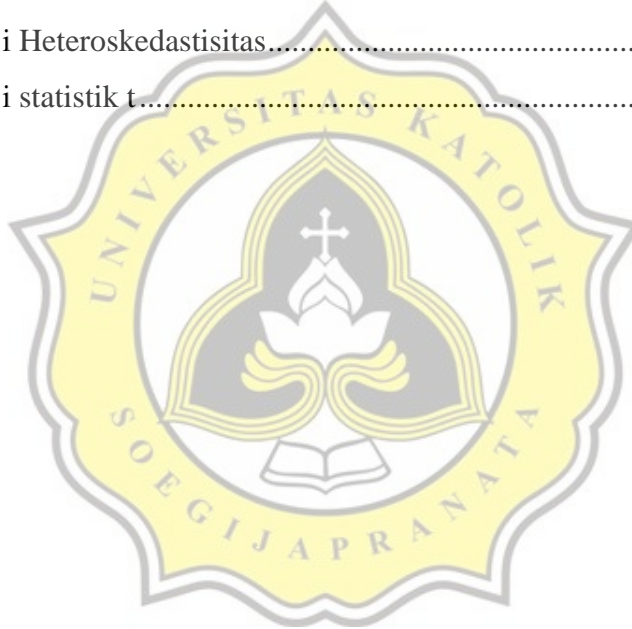 i Heteroskedastisitas..............................................
i statistik t..............................................................
UNIVERSITAS KATOLIK
SOEGIJAPRANATA